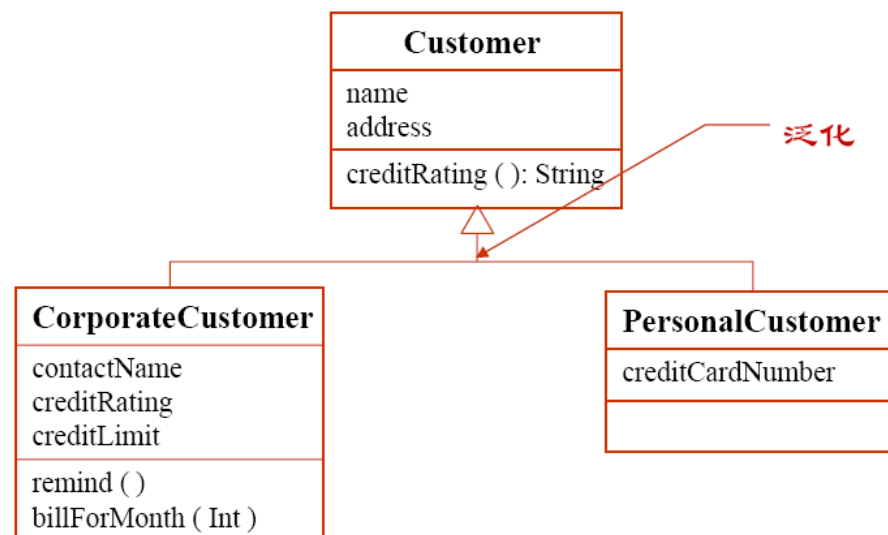 Customer
name
address
creditRating ( ): String
泛化
CorporateCustomer
contactName
creditRating
creditLimit
remind ( )
billForMonth ( Int )
PersonalCustomer
creditCardNumber